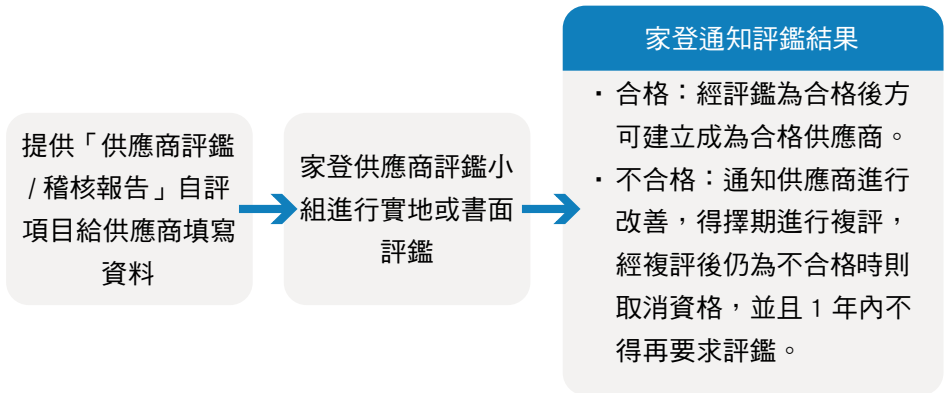 提供「供應商評鑑
/ 稽核報告」自評
項目給供應商填寫
資料
家登供應商評鑑小
組進行實地或書面
評鑑
家登通知評鑑結果
・合格：經評鑑為合格後方
可建立成為合格供應商。
・不合格：通知供應商進行
改善，得擇期進行複評，
經複評後仍為不合格時則
取消資格，並且 1 年內不
得再要求評鑑。